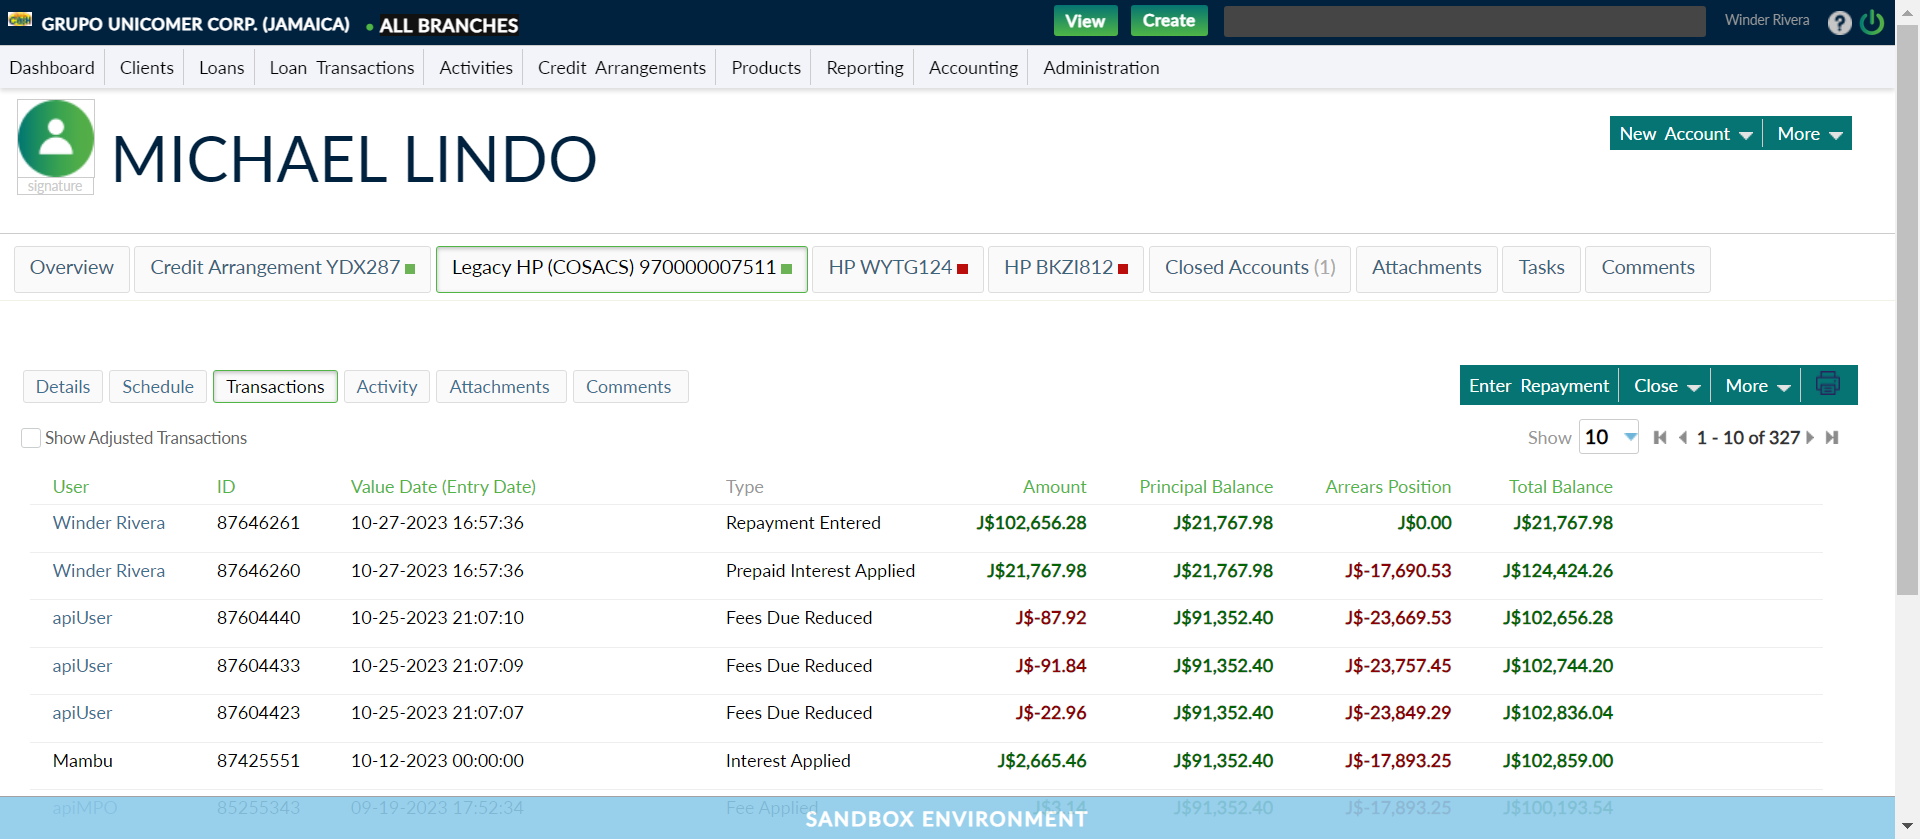 GRUPO UNICOMER CORP. (JAMAICA) • ALL BRANCHES View Create Winder Rivera ?
Dashboard Clients Loans Loan Transactions Activities Credit Arrangements Products Reporting Accounting Administration
MICHAEL LINDO
signature
New Account More
Overview Credit Arrangement YDX287 Legacy HP (COSACS) 970000007511 HP WYTG124 HP BKZI812 Closed Accounts (1) Attachments Tasks Comments
Details Schedule Transactions Activity Attachments Comments
Enter Repayment Close More
Show Adjusted Transactions
Show 10 1 - 10 of 327
User ID Value Date (Entry Date) Type Amount Principal Balance Arrears Position Total Balance
Winder Rivera 87646261 10-27-2023 16:57:36 Repayment Entered J$102,656.28 J$21,767.98 J$0.00 J$21,767.98
Winder Rivera 87646260 10-27-2023 16:57:36 Prepaid Interest Applied J$21,767.98 J$21,767.98 J$-17,690.53 J$124,424.26
apiUser 87604440 10-25-2023 21:07:10 Fees Due Reduced J$-87.92 J$91,352.40 J$-23,669.53 J$102,656.28
apiUser 87604433 10-25-2023 21:07:09 Fees Due Reduced J$-91.84 J$91,352.40 J$-23,757.45 J$102,744.20
apiUser 87604423 10-25-2023 21:07:07 Fees Due Reduced J$-22.96 J$91,352.40 J$-23,849.29 J$102,836.04
Mambu 87425551 10-12-2023 00:00:00 Interest Applied J$2,665.46 J$91,352.40 J$-17,893.25 J$102,859.00
apiMPO 85255343 09-19-2023 17:52:34 Fee Applied J$3.14 J$91,352.40 J$-17,893.25 J$100,193.54
SANDBOX ENVIRONMENT